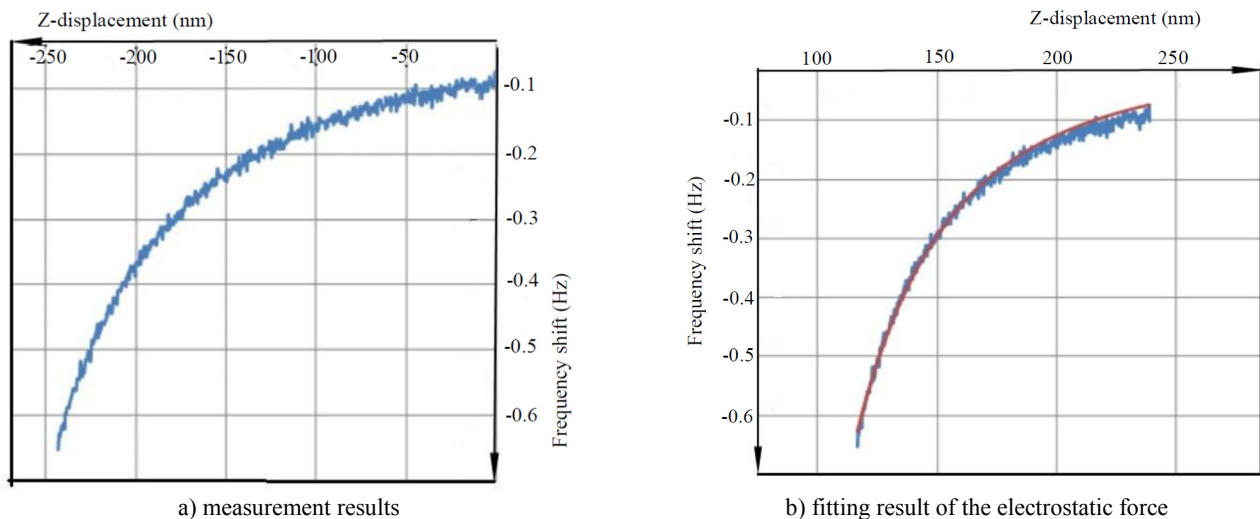 Z-displacement (nm)
-250 -200 -150 -100 -50
-0.1
-0.2
-0.3
-0.4
-0.5
-0.6
Frequency shift (Hz)
a) measurement results
Z-displacement (nm)
100 150 200 250
-0.1
-0.2
-0.3
-0.4
-0.5
-0.6
Frequency shift (Hz)
b) fitting result of the electrostatic force